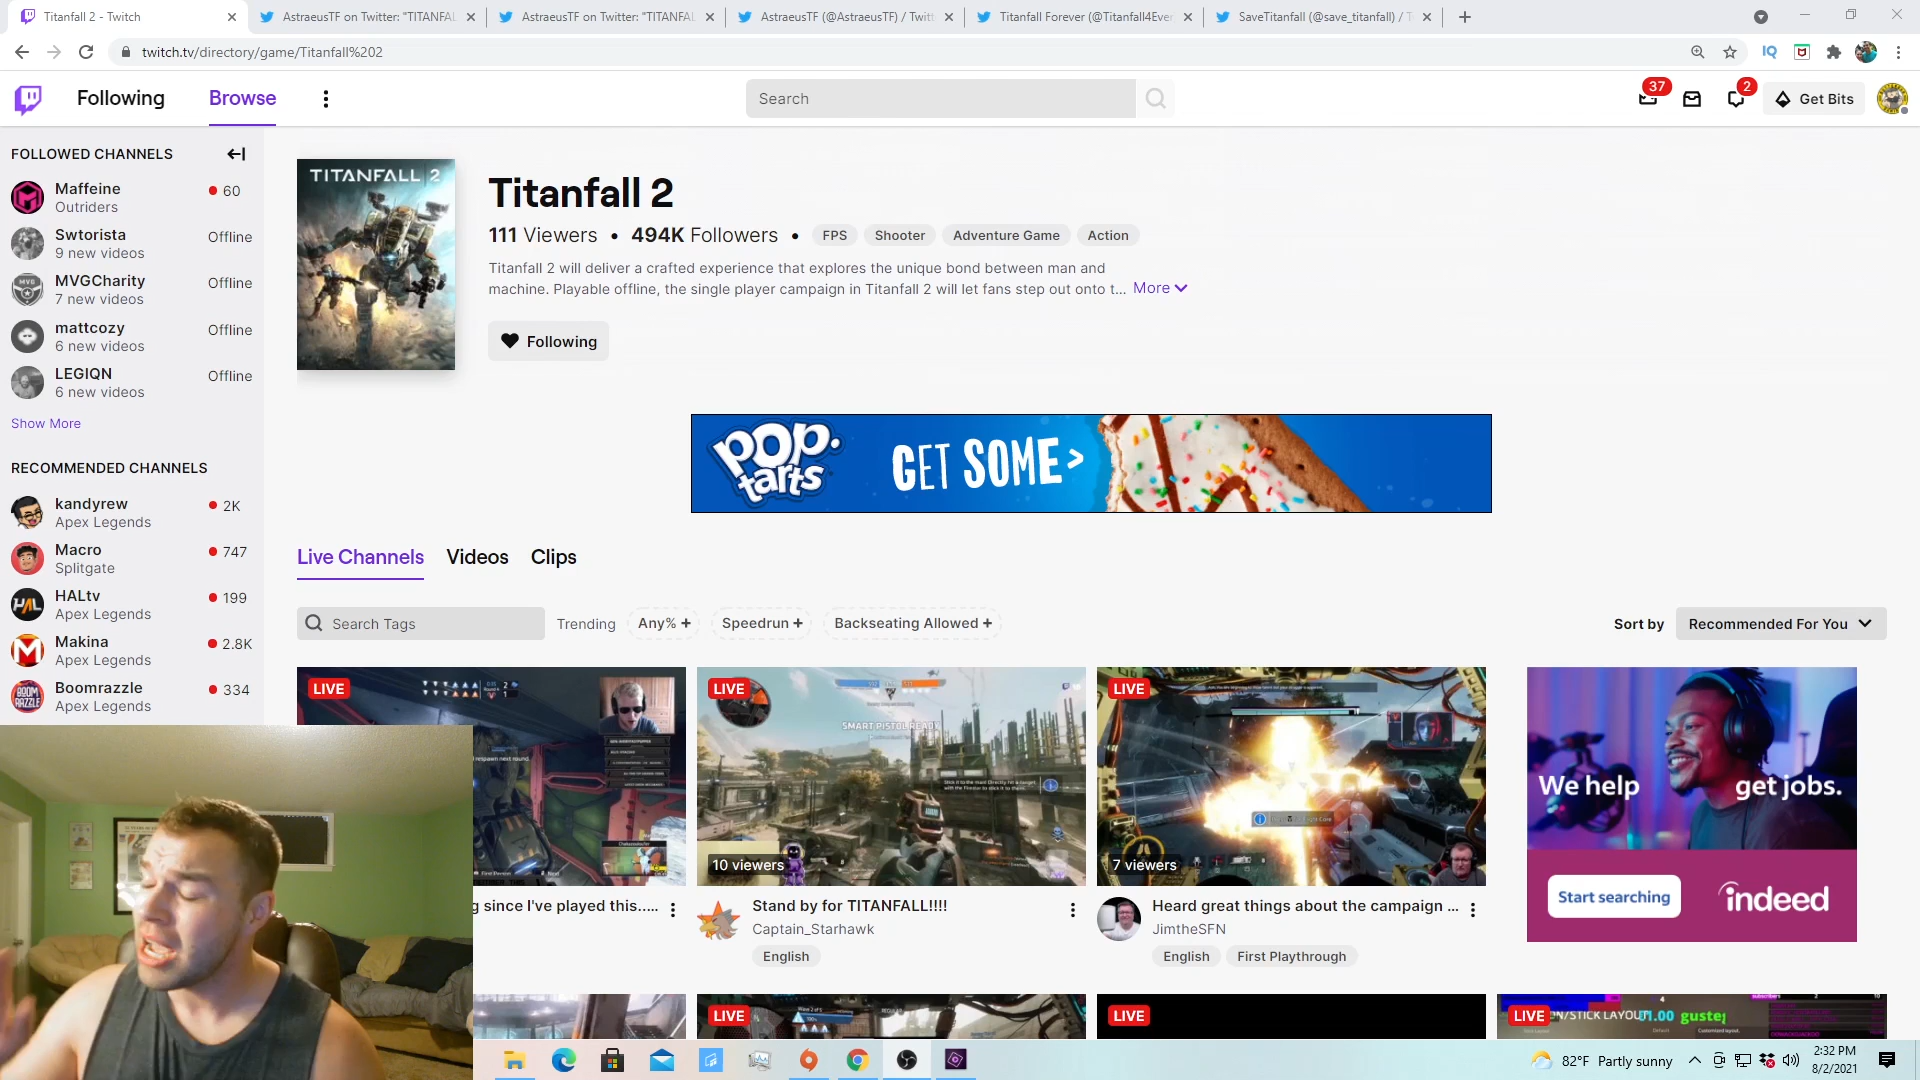 Titanfall 2 - Twitch
AstraeusTF on Twitter: "TITANFAL
AstraeusTF on Twitter: "TITANFAL
AstraeusTF (@AstraeusTF) / Twitt
Titanfall Forever (@Titanfall4Ever
SaveTitanfall (@save_titanfall) / T
twitch.tv/directory/game/Titanfall%202
IQ
Following
Browse
Search
37
2
Get Bits
FOLLOWED CHANNELS
Maffeine
60
Outriders
Swtorista
Offline
9 new videos
MVGCharity
Offline
7 new videos
mattcozy
Offline
6 new videos
LEGIQN
Offline
6 new videos
Show More
RECOMMENDED CHANNELS
kandyrew
2K
Apex Legends
Macro
747
Splitgate
HALtv
199
Apex Legends
Makina
2.8K
Apex Legends
Boomrazzle
334
Apex Legends
TITANFALL 2
Titanfall 2
111 Viewers • 494K Followers •
FPS
Shooter
Adventure Game
Action
Titanfall 2 will deliver a crafted experience that explores the unique bond between man and
machine. Playable offline, the single player campaign in Titanfall 2 will let fans step out onto t... More
Following
POP.
tarts
GET SOME >
Live Channels
Videos
Clips
Search Tags
Trending
Any% +
Speedrun +
Backseating Allowed +
Sort by
Recommended For You
LIVE
respawn next round.
g since I've played this.....
LIVE
SMART PISTOL READY
10 viewers
Stand by for TITANFALL!!!!
Captain_Starhawk
English
LIVE
7 viewers
Heard great things about the campaign ...
JimtheSFN
English
First Playthrough
We help
get jobs.
Start searching
indeed
LIVE
LIVE
LIVE
ON/STICK LAYOUT
82°F Partly sunny
2:32 PM
8/2/2021